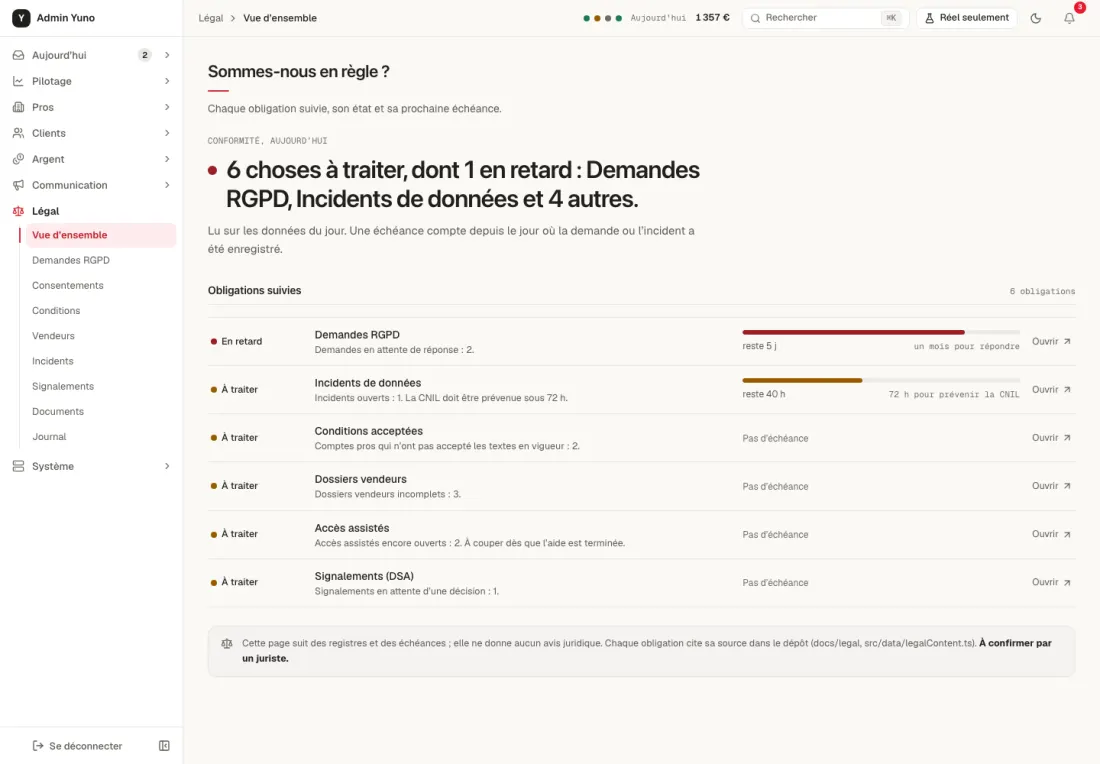 Y Admin Yuno
Légal > Vue d'ensemble
Aujourd'hui 1 357 €
Rechercher ⌘K
Réel seulement
3
Aujourd'hui 2
Pilotage
Pros
Clients
Argent
Communication
Légal
Vue d'ensemble
Demandes RGPD
Consentements
Conditions
Vendeurs
Incidents
Signalements
Documents
Journal
Système
Se déconnecter
Sommes-nous en règle ?
Chaque obligation suivie, son état et sa prochaine échéance.
CONFORMITÉ, AUJOURD'HUI
6 choses à traiter, dont 1 en retard : Demandes
RGPD, Incidents de données et 4 autres.
Lu sur les données du jour. Une échéance compte depuis le jour où la demande ou l'incident a
été enregistré.
Obligations suivies 6 obligations
En retard
Demandes RGPD
Demandes en attente de réponse : 2.
reste 5 j un mois pour répondre
Ouvrir
À traiter
Incidents de données
Incidents ouverts : 1. La CNIL doit être prévenue sous 72 h.
reste 40 h 72 h pour prévenir la CNIL
Ouvrir
À traiter
Conditions acceptées
Comptes pros qui n'ont pas accepté les textes en vigueur : 2.
Pas d'échéance
Ouvrir
À traiter
Dossiers vendeurs
Dossiers vendeurs incomplets : 3.
Pas d'échéance
Ouvrir
À traiter
Accès assistés
Accès assistés encore ouverts : 2. À couper dès que l'aide est terminée.
Pas d'échéance
Ouvrir
À traiter
Signalements (DSA)
Signalements en attente d'une décision : 1.
Pas d'échéance
Ouvrir
Cette page suit des registres et des échéances ; elle ne donne aucun avis juridique. Chaque obligation cite sa source dans le dépôt (docs/legal, src/data/legalContent.ts). À confirmer par
un juriste.